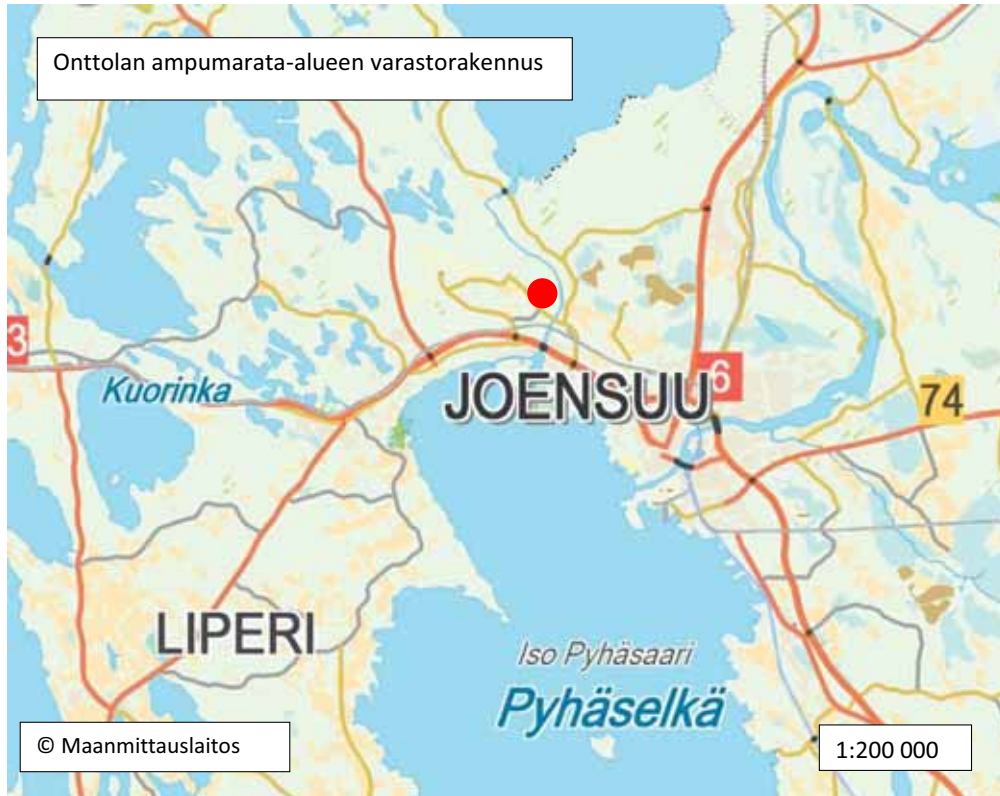 Onttolan ampumarata-alueen varastorakennus
3
Kuorinka
JOENSUU
6
74
LIPERI
Iso Pyhäsaari
Pyhäselkä
© Maanmittauslaitos
1:200 000